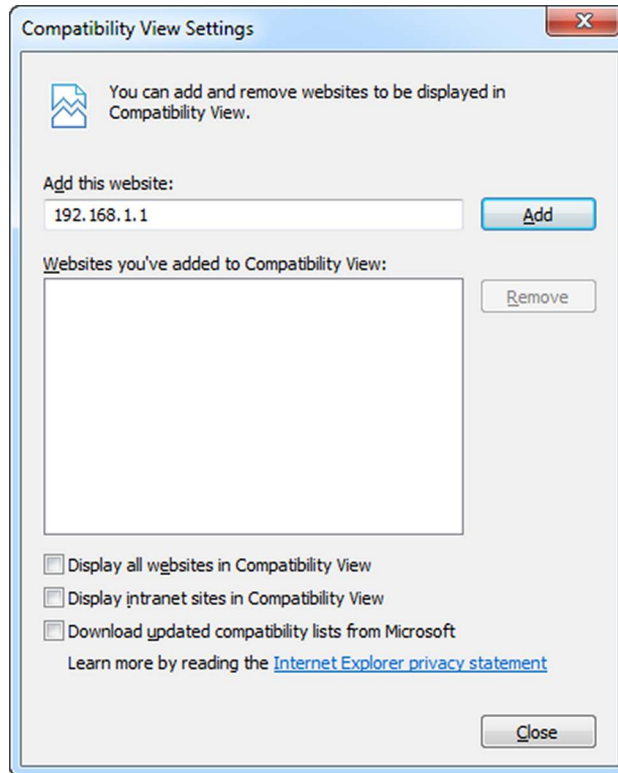 Compatibility View Settings
You can add and remove websites to be displayed in
Compatibility View.
Add this website:
192.168.1.1
Add
Websites you've added to Compatibility View:
Remove
Display all websites in Compatibility View
Display intranet sites in Compatibility View
Download updated compatibility lists from Microsoft
Learn more by reading the Internet Explorer privacy statement
Close